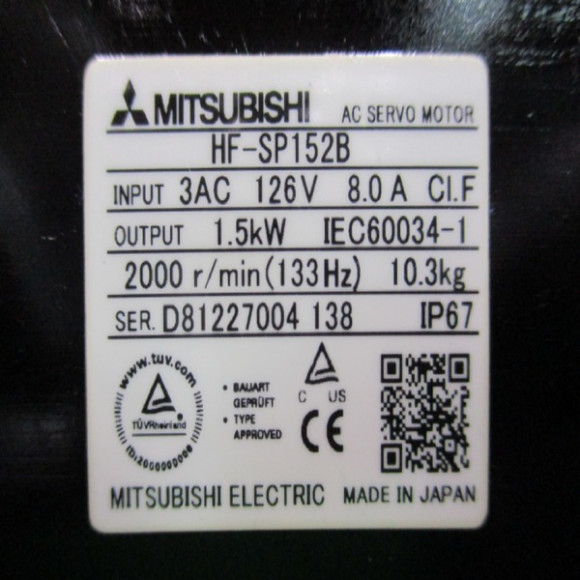 MITSUBISHI AC SERVO MOTOR
HF-SP152B
INPUT 3AC 126V 8.0 A CI.F
OUTPUT 1.5kW IEC60034-1
2000 r/min(133Hz) 10.3kg
SER. D81227004 138 IP67
www.tuv.com
TÜVRheinland
• BAUART
GEPRÜFT
• TYPE
APPROVED
C US
CE
MITSUBISHI ELECTRIC MADE IN JAPAN